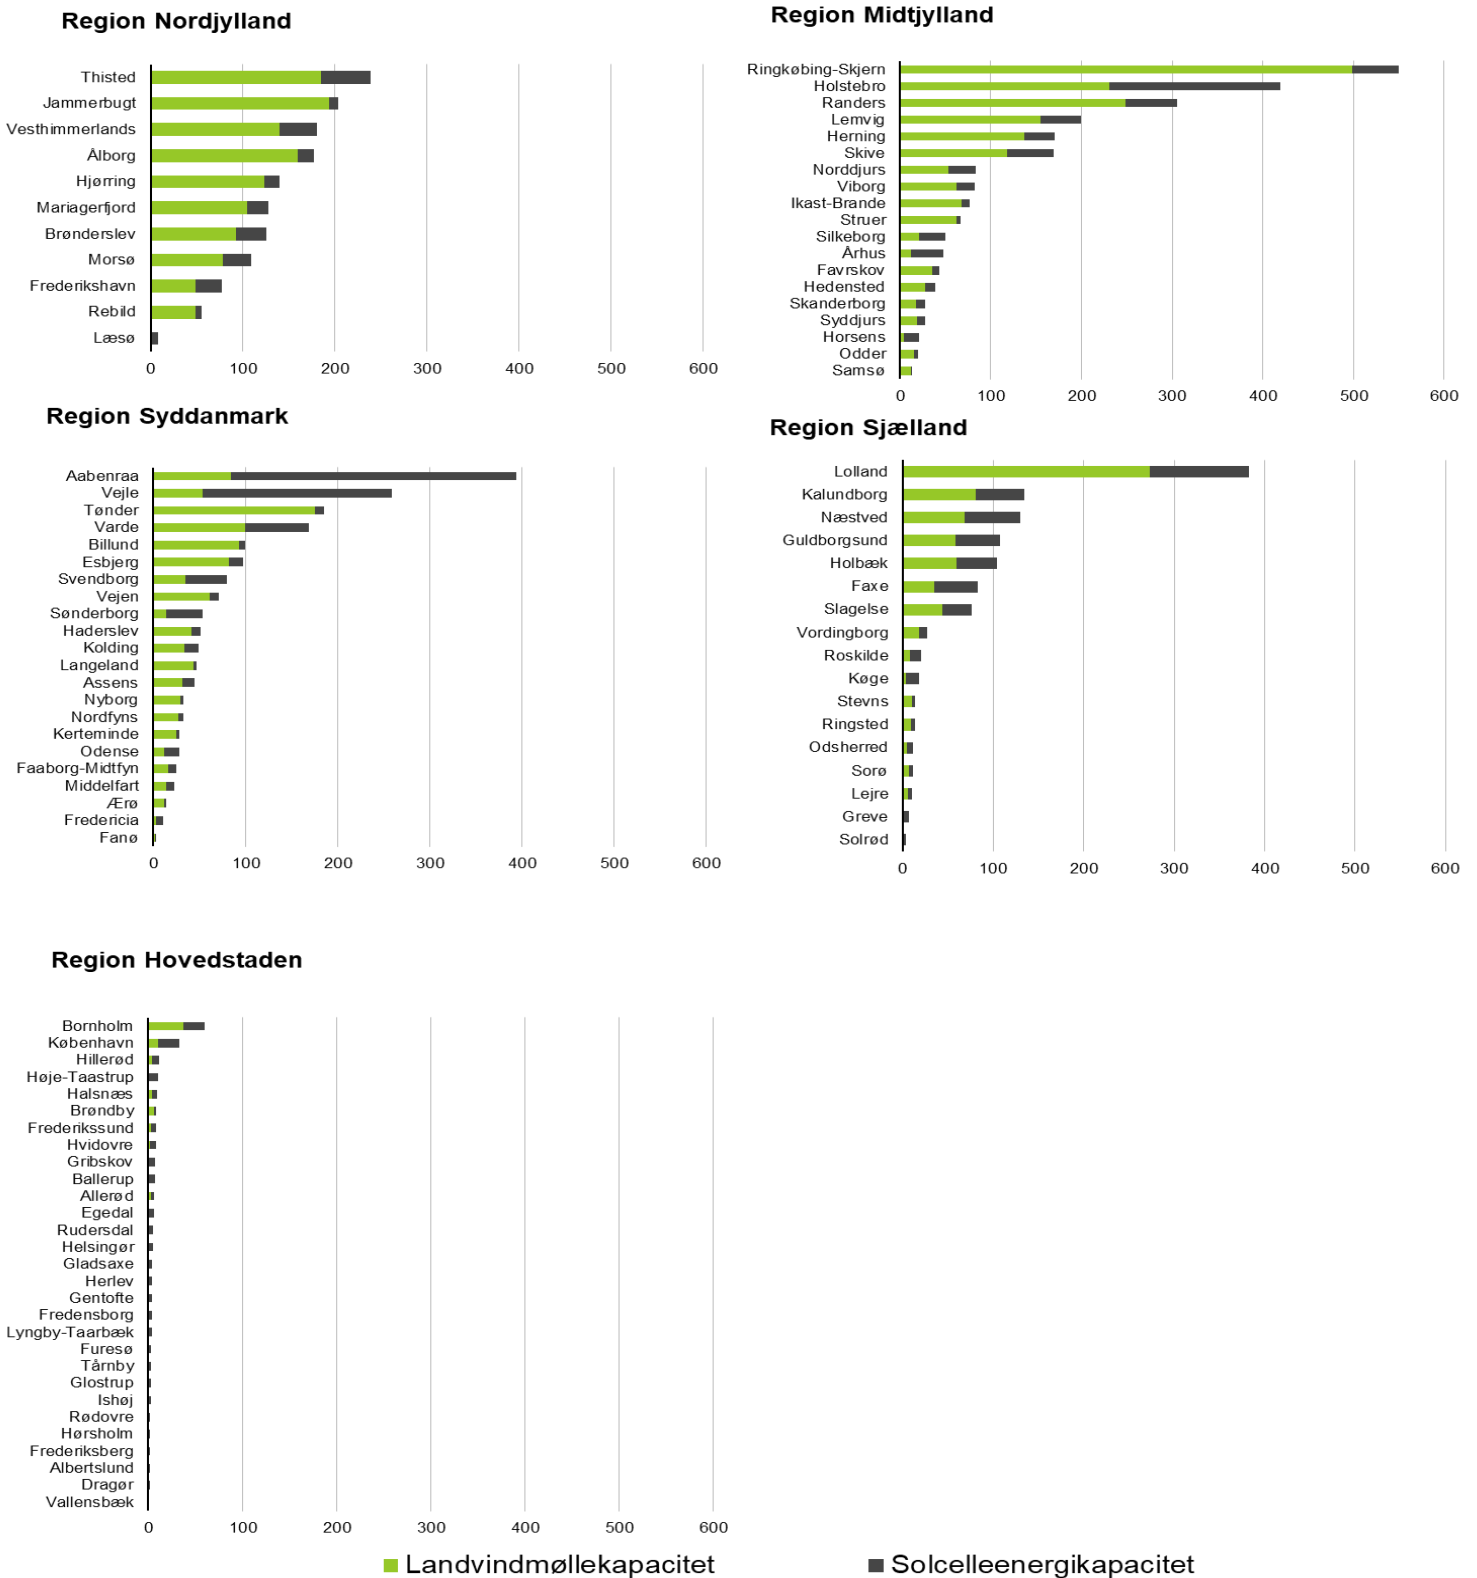 Region Nordjylland
Thisted
Jammerbugt
Vesthimmerlands
Ålborg
Hjørring
Mariagerfjord
Brønderslev
Morsø
Frederikshavn
Rebild
Læsø
0 100 200 300 400 500 600
Region Midtjylland
Ringkøbing-Skjern
Holstebro
Randers
Lemvig
Herning
Skive
Norddjurs
Viborg
Ikast-Brande
Struer
Silkeborg
Århus
Favrskov
Hedensted
Skanderborg
Syddjurs
Horsens
Odder
Samsø
0 100 200 300 400 500 600
Region Syddanmark
Aabenraa
Vejle
Tønder
Varde
Billund
Esbjerg
Svendborg
Vejen
Sønderborg
Haderslev
Kolding
Langeland
Assens
Nyborg
Nordfyns
Kerteminde
Odense
Faaborg-Midtfyn
Middelfart
Ærø
Fredericia
Fanø
0 100 200 300 400 500 600
Region Sjælland
Lolland
Kalundborg
Næstved
Guldborgsund
Holbæk
Faxe
Slagelse
Vordingborg
Roskilde
Køge
Stevns
Ringsted
Odsherred
Sorø
Lejre
Greve
Solrød
0 100 200 300 400 500 600
Region Hovedstaden
Bornholm
København
Hillerød
Høje-Taastrup
Halsnæs
Brøndby
Frederikssund
Hvidovre
Gribskov
Ballerup
Allerød
Egedal
Rudersdal
Helsingør
Gladsaxe
Herlev
Gentofte
Fredensborg
Lyngby-Taarbæk
Furesø
Tårnby
Glostrup
Ishøj
Rødovre
Hørsholm
Frederiksberg
Albertslund
Dragør
Vallensbæk
0 100 200 300 400 500 600
Landvindmøllekapacitet
Solcelleenergikapacitet